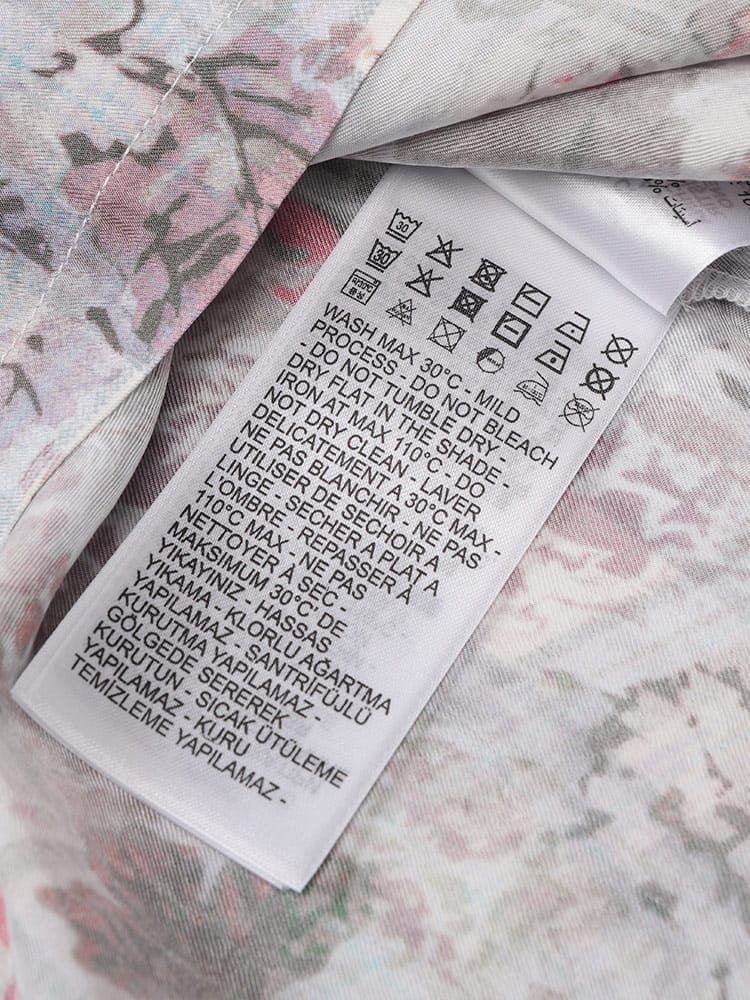 30
30
WASH MAX 30°C - MILD
PROCESS - DO NOT BLEACH
- DO NOT TUMBLE DRY -
DRY FLAT IN THE SHADE -
IRON AT MAX 110°C - DO
NOT DRY CLEAN - LAVER
DELICATEMENT A 30°C MAX -
NE PAS BLANCHIR - NE PAS
UTILISER DE SECHOIR A
LINGE - SECHER A PLAT A
L'OMBRE - REPASSER À
110°C MAX - NE PAS
NETTOYER À SEC -
MAKSIMUM 30°C' DE
YIKAYINIZ - HASSAS
YIKAMA - KLORLU AĞARTMA
YAPILAMAZ - SANTRİFÜJLÜ
KURUTMA YAPILAMAZ -
GÖLGEDE SEREREK
KURUTUN - SICAK ÜTÜLEME
YAPILAMAZ - KURU
TEMİZLEME YAPILAMAZ -